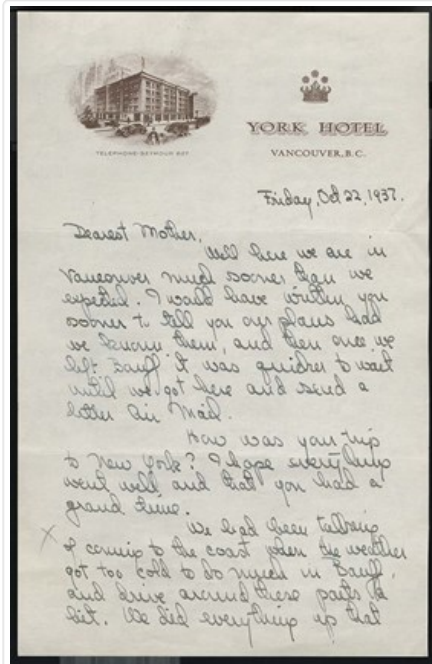 TELEPHONE-SEYMOUR 627
YORK HOTEL
VANCOUVER, B.C.
Friday, Oct 22, 1937.
Dearest Mother,
Well here we are in
Vancouver much sooner than we
expected. I would have written you
sooner to tell you our plans had
we known them, and then once we
left Banff it was quicker to wait
until we got here and send a
letter Air Mail.
How was your trip
to New York? I hope everything
went well and that you had a
grand time.
We had been talking
X of coming to the coast when the weather
got too cold to do much in Banff,
and drive around these parts a
bit. We did everything up that